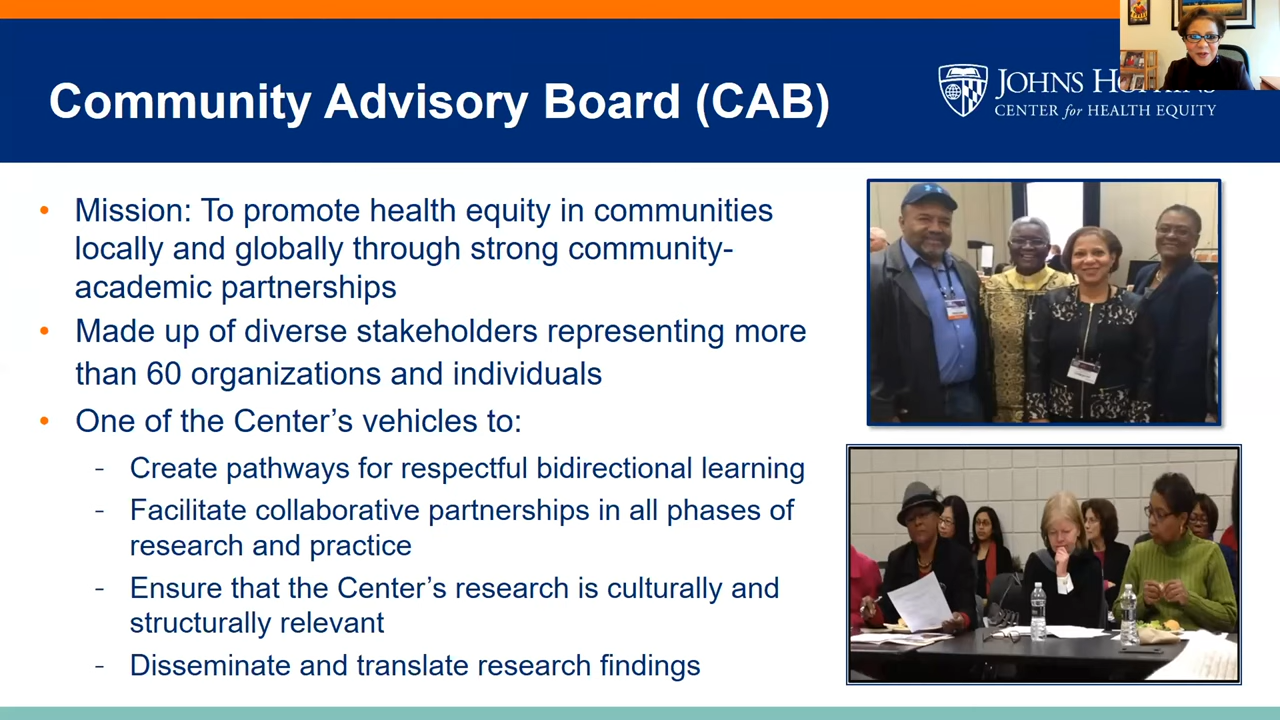 Community Advisory Board (CAB)
JOHNS HOPKINS
CENTER for HEALTH EQUITY
• Mission: To promote health equity in communities
locally and globally through strong community-
academic partnerships
• Made up of diverse stakeholders representing more
than 60 organizations and individuals
• One of the Center’s vehicles to:
- Create pathways for respectful bidirectional learning
- Facilitate collaborative partnerships in all phases of
research and practice
- Ensure that the Center’s research is culturally and
structurally relevant
- Disseminate and translate research findings